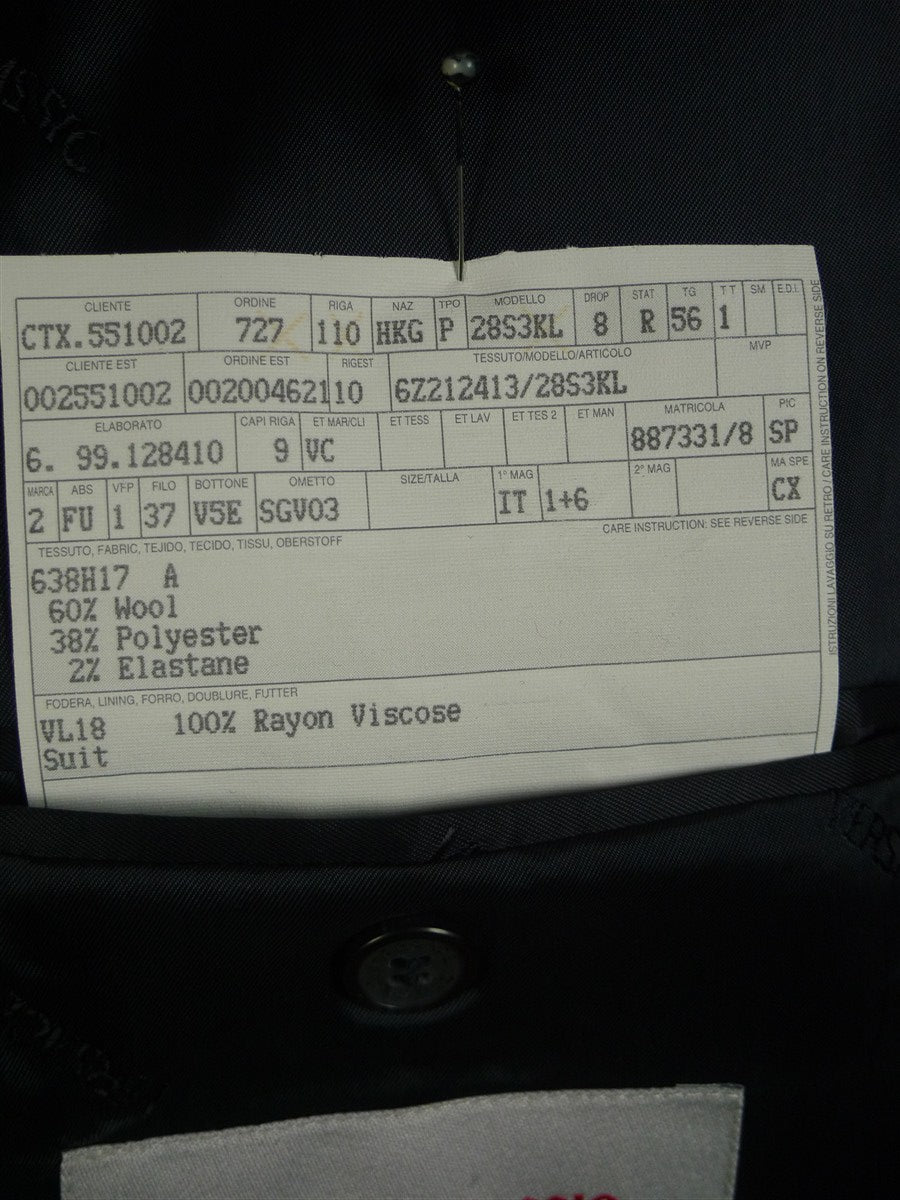 CLIENTE ORDINE RIGA NAZ TPO MODELLO DROP STAT TG T T SM E.D.I.
CTX.551002 727 110 HKG P 28S3KL 8 R 56 1
CLIENTE EST ORDINE EST RIGEST TESSUTO/MODELLO/ARTICOLO MVP
002551002 0020046211 10 6Z212413/28S3KL
ELABORATO CAPI RIGA ET MAR/CLI ET TESS ET LAV ET TES 2 ET MAN MATRICOLA PIC
6. 99.128410 9 VC 887331/8 SP
MARCA ABS VFP FILO BOTTONE OMETTO SIZE/TALLA 1° MAG 2° MAG MA SPE
2 FU 1 37 V5E SGV03 IT 1+6 CX
TESSUTO, FABRIC, TEJIDO, TECIDO, TISSU, OBERSTOFF CARE INSTRUCTION: SEE REVERSE SIDE
638H17 A
60% Wool
38% Polyester
2% Elastane
FODERA, LINING, FORRO, DOUBLURE, FUTTER
VL18 100% Rayon Viscose
Suit
ISTRUZIONI LAVAGGIO SU RETRO / CARE INSTRUCTION ON REVERSE SIDE